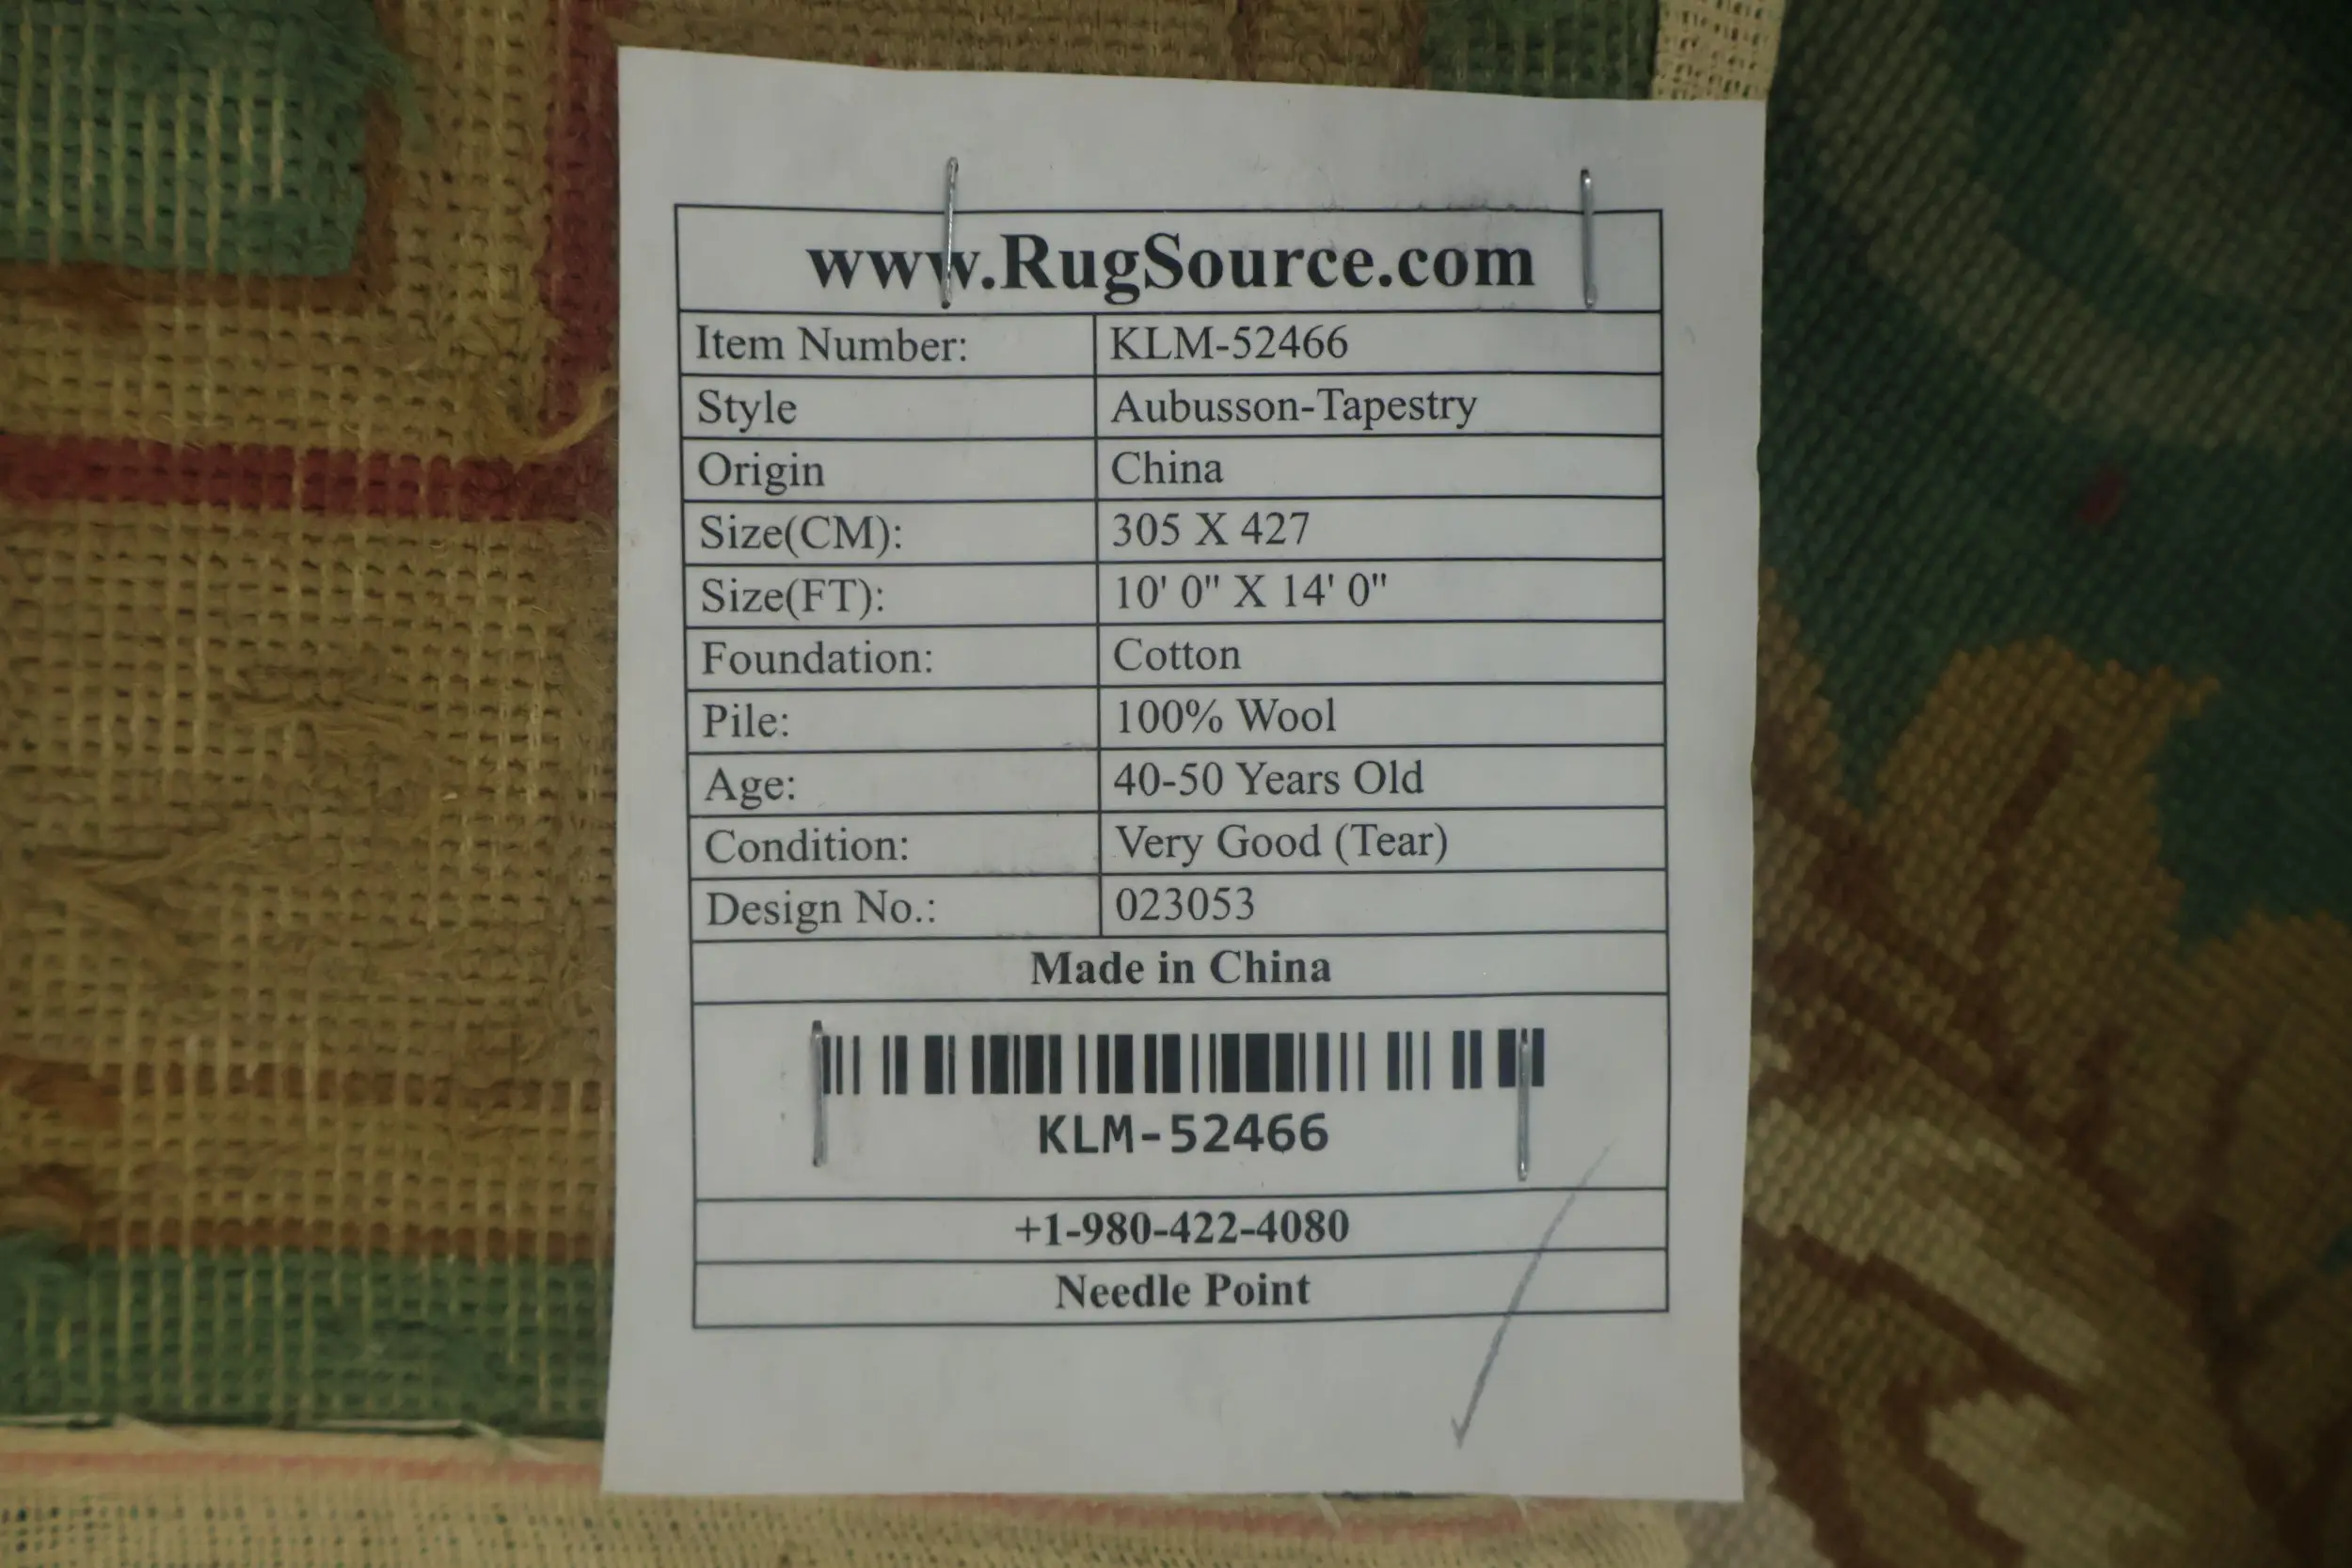 www.RugSource.com
Item Number: KLM-52466
Style Aubusson-Tapestry
Origin China
Size(CM): 305 X 427
Size(FT): 10' 0" X 14' 0"
Foundation: Cotton
Pile: 100% Wool
Age: 40-50 Years Old
Condition: Very Good (Tear)
Design No.: 023053
Made in China
KLM-52466
+1-980-422-4080
Needle Point